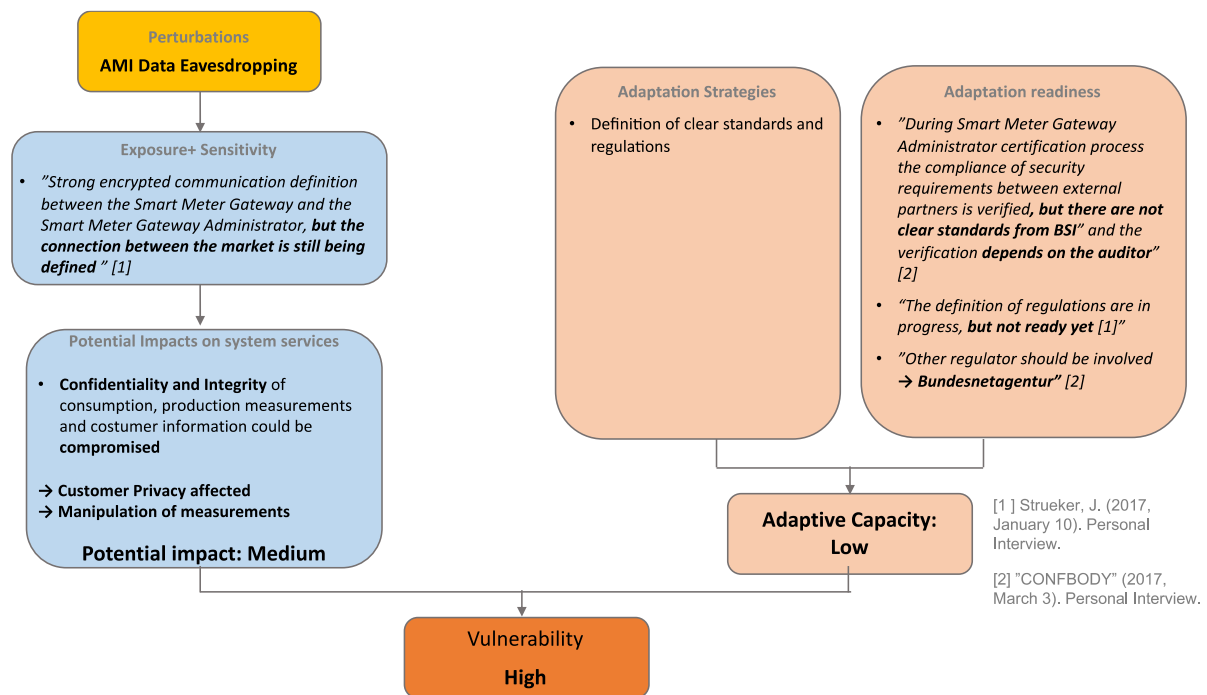 Perturbations
AMI Data Eavesdropping
Exposure+ Sensitivity
• ”Strong encrypted communication definition
between the Smart Meter Gateway and the
Smart Meter Gateway Administrator, but the
connection between the market is still being
defined ” [1]
Potential Impacts on system services
• Confidentiality and Integrity of
consumption, production measurements
and costumer information could be
compromised
→ Customer Privacy affected
→ Manipulation of measurements
Potential impact: Medium
Adaptation Strategies
• Definition of clear standards and
regulations
Adaptation readiness
• ”During Smart Meter Gateway
Administrator certification process
the compliance of security
requirements between external
partners is verified, but there are not
clear standards from BSI” and the
verification depends on the auditor”
[2]
• “The definition of regulations are in
progress, but not ready yet [1]”
• ”Other regulator should be involved
→ Bundesnetagentur” [2]
Adaptive Capacity:
Low
[1 ] Strueker, J. (2017,
January 10). Personal
Interview.
[2] ”CONFBODY” (2017,
March 3). Personal Interview.
Vulnerability
High